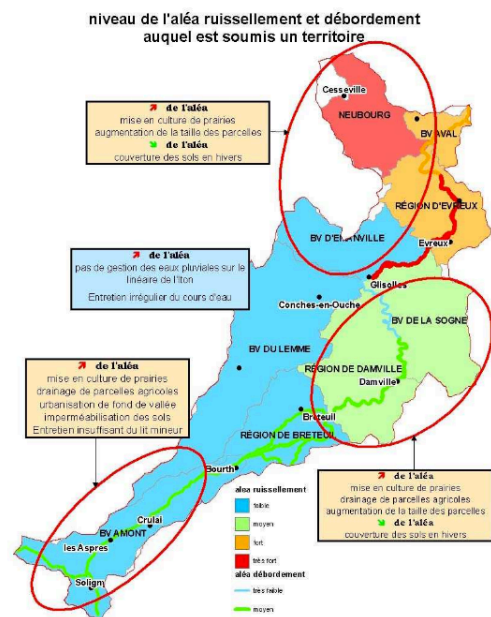 niveau de l'aléa ruissellement et débordement
auquel est soumis un territoire
Cesseville
NEUBOURG
de l'aléa
mise en culture de prairies
augmentation de la taille des parcelles
de l'aléa
couverture des sols en hivers
BV AVAL
RÉGION D'EVREUX
BV D'EMANVILLE
Evreux
de l'aléa
pas de gestion des eaux pluviales sur le
linéaire de l'Iton
Entretien irrégulier du cours d'eau
Glisolles
Conches-en-Ouche
BV DE LA SOGNE
BV DU LEMME
RÉGION DE DAMVILLE
Damville
de l'aléa
mise en culture de prairies
drainage de parcelles agricoles
urbanisation de fond de vallée
imperméabilisation des sols
Entretien insuffisant du lit mineur
Breteuil
RÉGION DE BRETEUIL
Bourth
de l'aléa
mise en culture de prairies
drainage de parcelles agricoles
augmentation de la taille des parcelles
de l'aléa
couverture des sols en hivers
Crulai
BV AMONT
les Aspres
Soligni
aléa ruissellement
faible
moyen
fort
très fort
aléa débordement
très faible
moyen